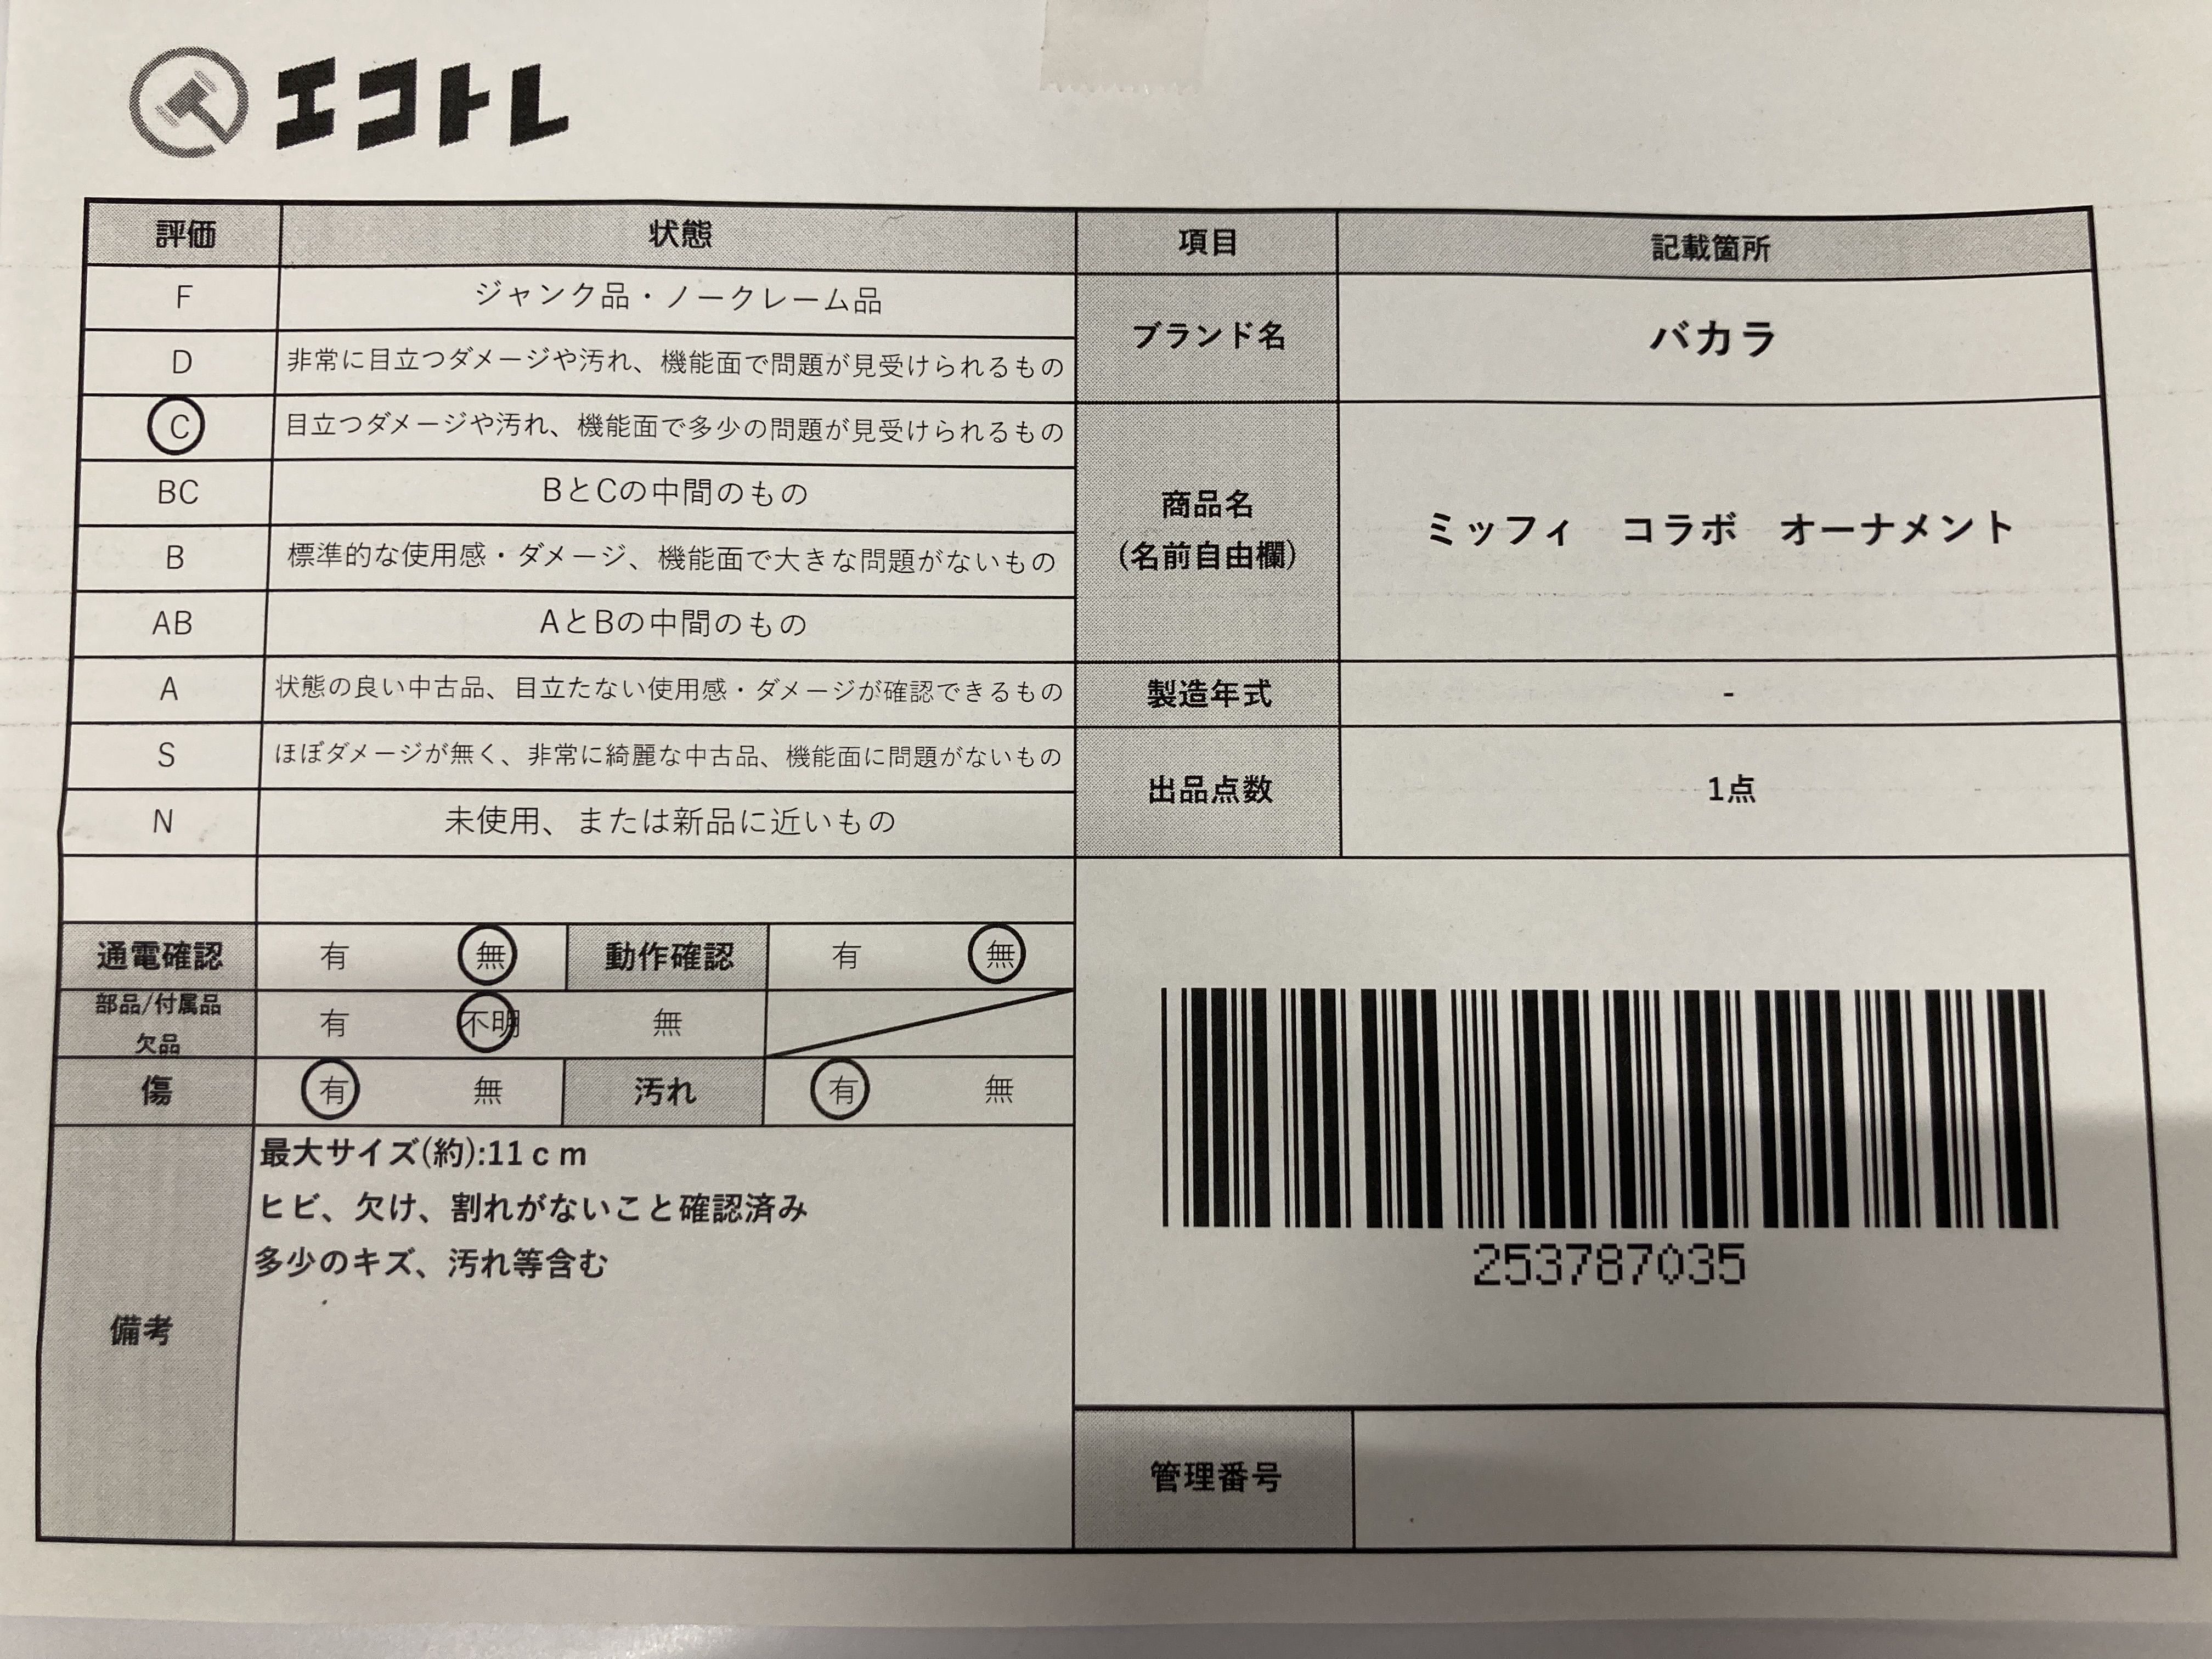 エコトレ
評価 状態 項目 記載箇所
F ジャンク品・ノークレーム品
D 非常に目立つダメージや汚れ、機能面で問題が見受けられるもの
C 目立つダメージや汚れ、機能面で多少の問題が見受けられるもの
BC BとCの中間のもの
B 標準的な使用感・ダメージ、機能面で大きな問題がないもの
AB AとBの中間のもの
A 状態の良い中古品、目立たない使用感・ダメージが確認できるもの
S ほぼダメージが無く、非常に綺麗な中古品、機能面に問題がないもの
N 未使用、または新品に近いもの
ブランド名 バカラ
商品名
(名前自由欄)
ミッフィ　コラボ　オーナメント
製造年式 -
出品点数 1点
通電確認 有 無 動作確認 有 無
部品/付属品
欠品
有 不明 無
傷 有 無 汚れ 有 無
備考
最大サイズ(約):11ｃｍ
ヒビ、欠け、割れがないこと確認済み
多少のキズ、汚れ等含む
253787035
管理番号